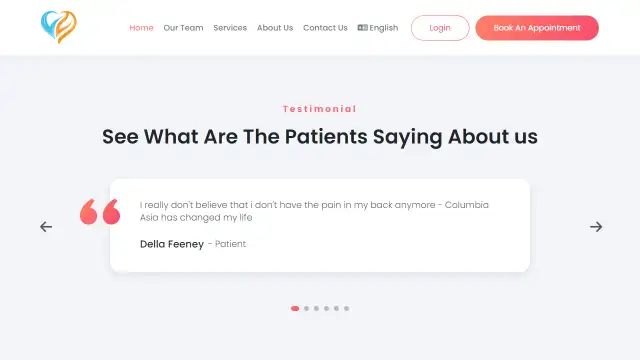 Home
Our Team
Services
About Us
Contact Us
English
Login
Book An Appointment
Testimonial
See What Are The Patients Saying About us
I really don't believe that i don't have the pain in my back anymore - Columbia
Asia has changed my life
Della Feeney - Patient